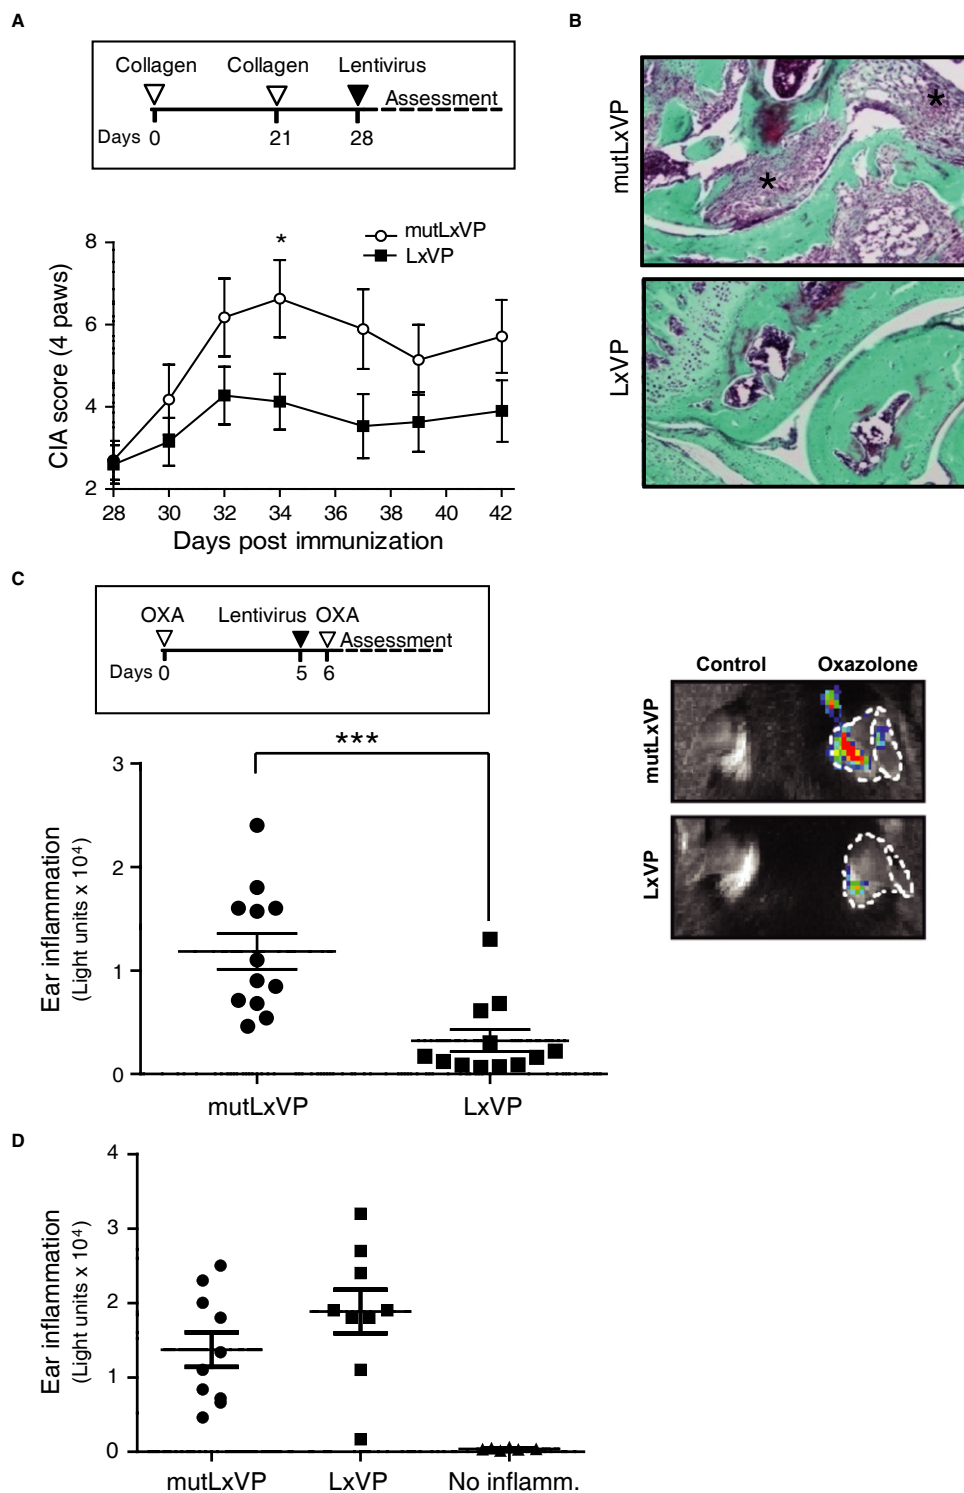 A
Collagen Collagen Lentivirus
Assessment
Days 0 21 28
8
6
4
2
CIA score (4 paws)
*
mutLxVP
LxVP
28 30 32 34 36 38 40 42
Days post immunization
B
mutLxVP
*
*
LxVP
C
OXA Lentivirus OXA
Assessment
Days 0 5 6
***
3
2
1
0
Ear inflammation
(Light units x 10⁴)
mutLxVP LxVP
Control Oxazolone
mutLxVP
LxVP
D
4
3
2
1
0
Ear inflammation
(Light units x 10⁴)
mutLxVP LxVP No inflamm.